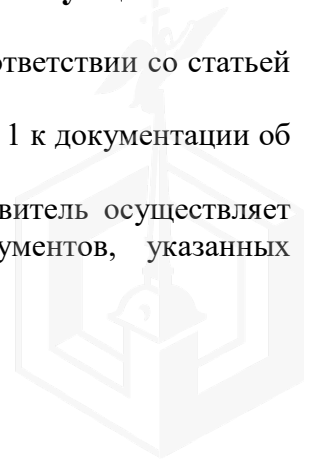 ответствии со статьей
1 к документации об
витель осуществляет
ументов, указанных